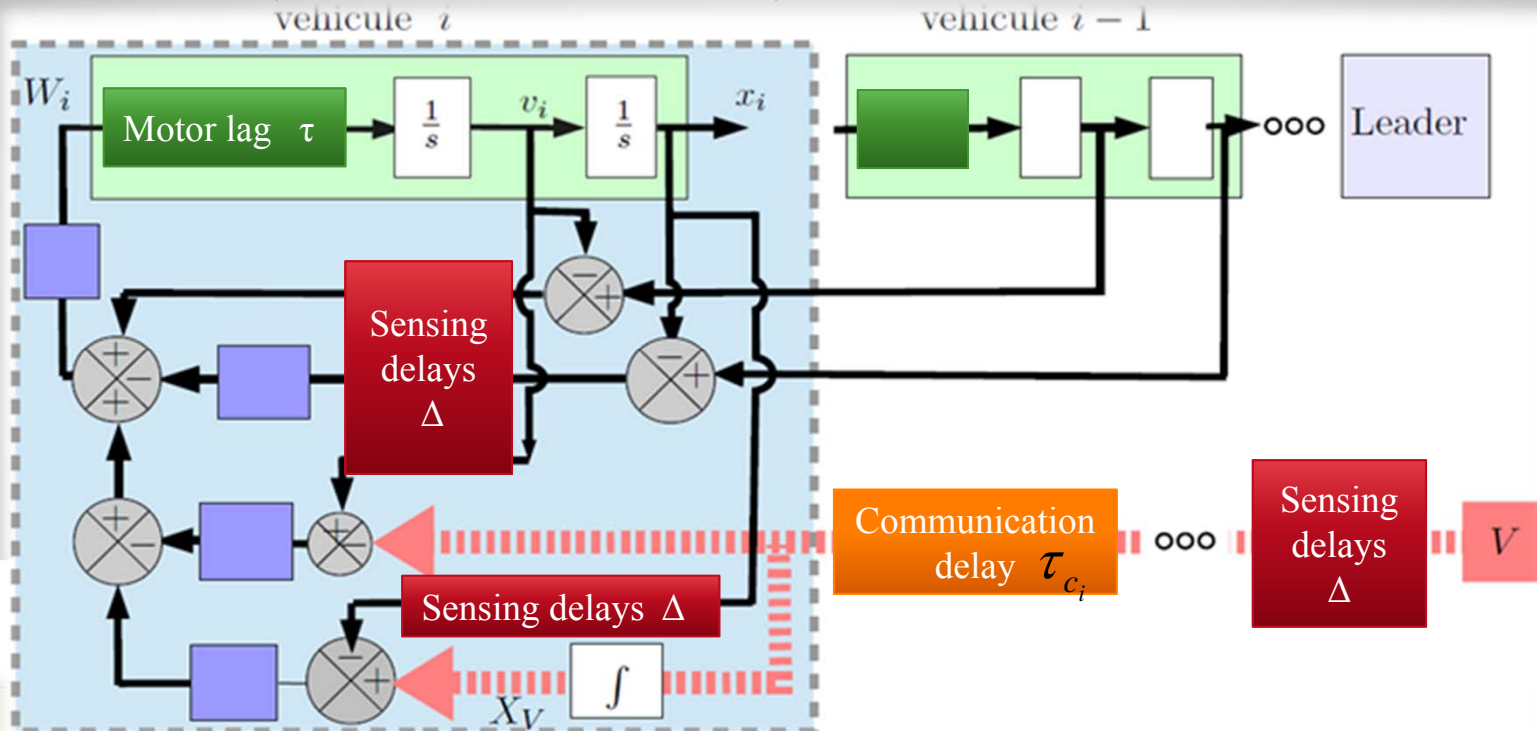 vehicule i
vehicule i − 1
W_i
Motor lag τ
1/s
v_i
1/s
x_i
Leader
−
+
Sensing
delays
Δ
−
+
+
−
+
+
−
+
−
Communication
delay τ_{c_i}
Sensing
delays
Δ
V
Sensing delays Δ
−
+
X_V
∫